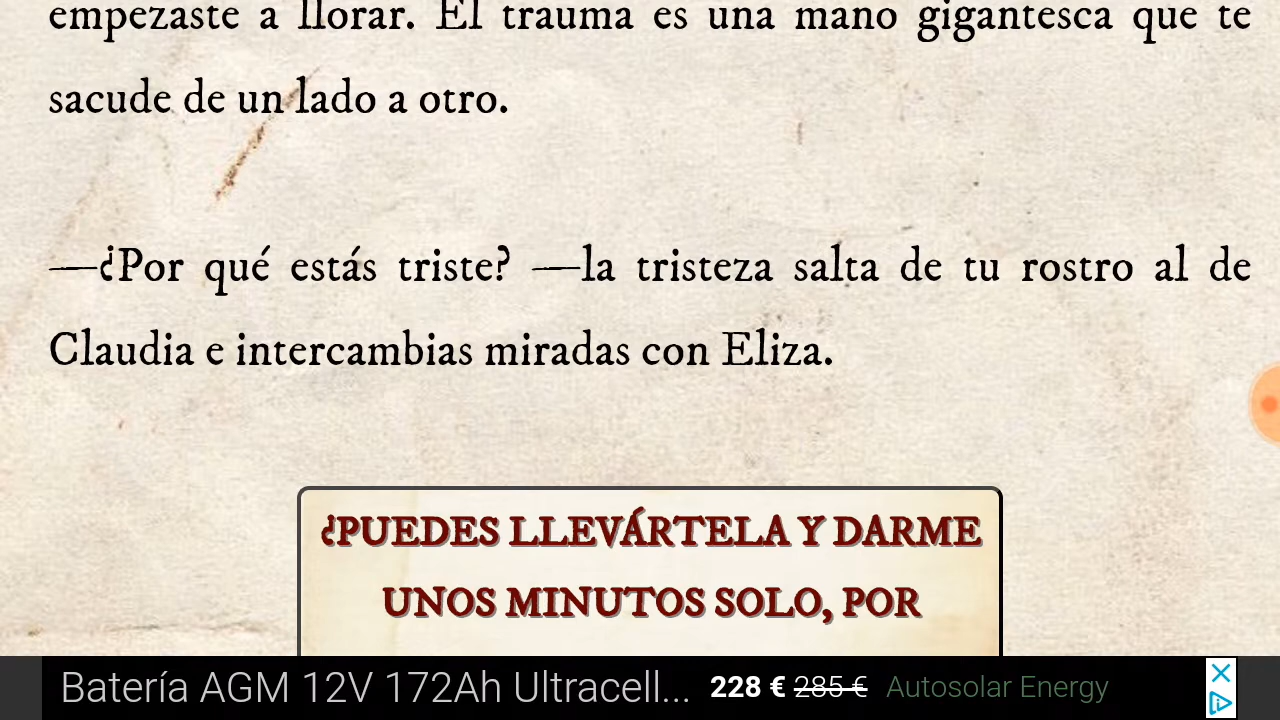 empezaste a llorar. El trauma es una mano gigantesca que te
sacude de un lado a otro.
—¿Por qué estás triste? —la tristeza salta de tu rostro al de
Claudia e intercambias miradas con Eliza.
¿PUEDES LLEVÁRTELA Y DARME
UNOS MINUTOS SOLO, POR
Batería AGM 12V 172Ah Ultracell... 228 € 285 € Autosolar Energy